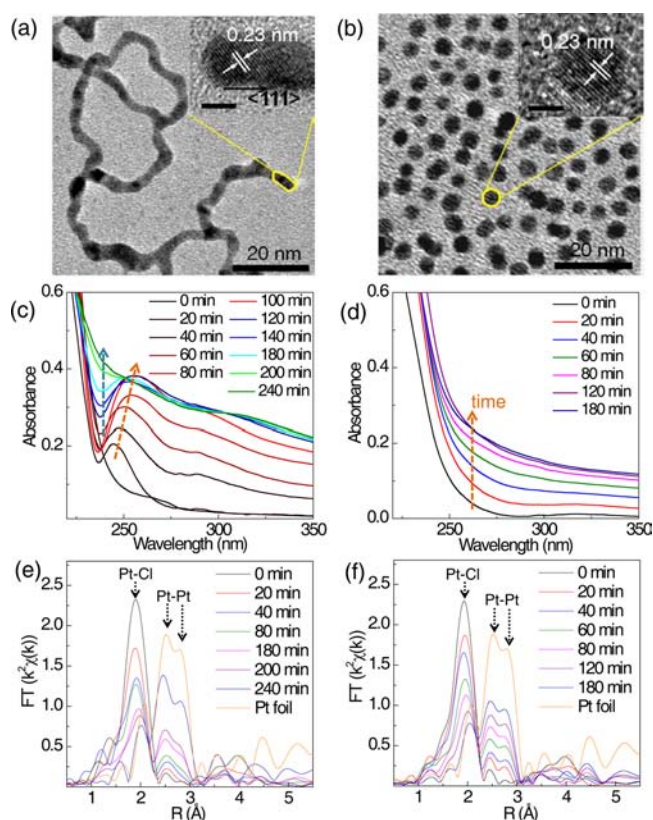 (a)
0.23 nm
<111>
20 nm
(b)
0.23 nm
20 nm
(c)
0.6
0.4
0.2
Absorbance
0 min
20 min
40 min
60 min
80 min
100 min
120 min
140 min
180 min
200 min
240 min
250
300
350
Wavelength (nm)
(d)
0.6
0.4
0.2
0.0
Absorbance
time
0 min
20 min
40 min
60 min
80 min
120 min
180 min
250
300
350
Wavelength (nm)
(e)
2.5
2.0
1.5
1.0
0.5
FT (k²χ(k))
Pt-Cl
Pt-Pt
0 min
20 min
40 min
80 min
180 min
200 min
240 min
Pt foil
1
2
3
4
5
R (Å)
(f)
2.5
2.0
1.5
1.0
0.5
FT (k²χ(k))
Pt-Cl
Pt-Pt
0 min
20 min
40 min
60 min
80 min
120 min
180 min
Pt foil
1
2
3
4
5
R (Å)